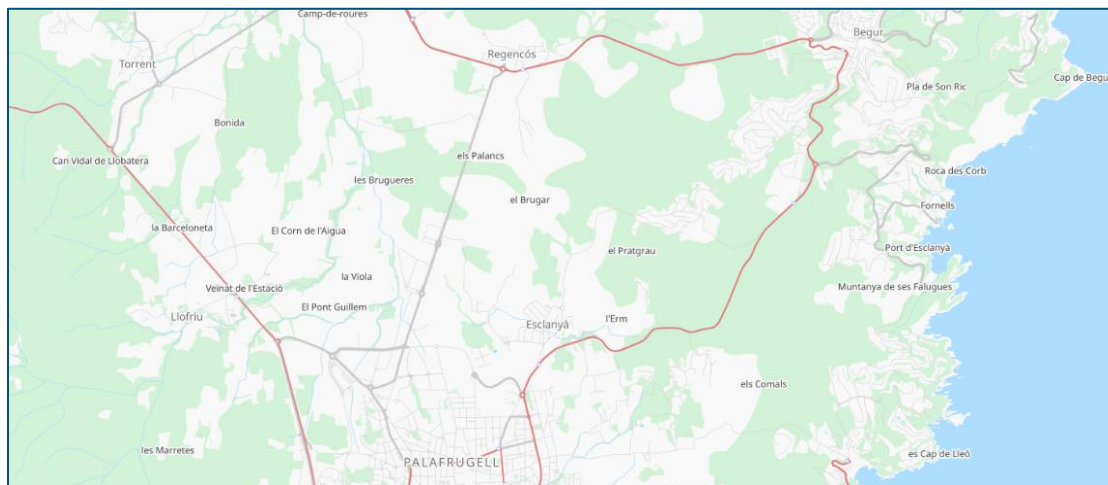 Camp-de-roures
Begur
Regencós
Torrent
Cap de Begu
Pla de Son Ric
Bonida
els Palancs
Can Vidal de Llobatera
Roca des Corb
les Brugueres
el Brugar
Fornells
la Barceloneta
El Corn de l'Aigua
el Pratgrau
Port d'Esclanyà
la Viola
Veïnat de l'Estació
Muntanya de ses Falugues
El Pont Guillem
Llofriu
Esclanyà
l'Erm
els Comals
les Marretes
PALAFRUGELL
es Cap de Lleó